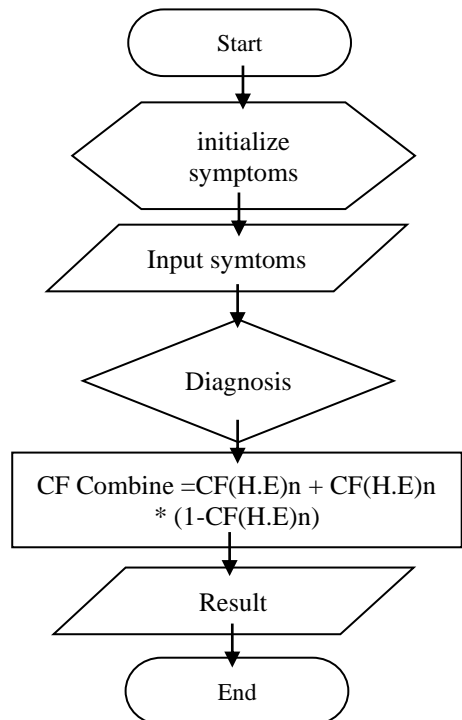 Start
initialize
symptoms
Input symtoms
Diagnosis
CF Combine =CF(H.E)n + CF(H.E)n
* (1-CF(H.E)n)
Result
End